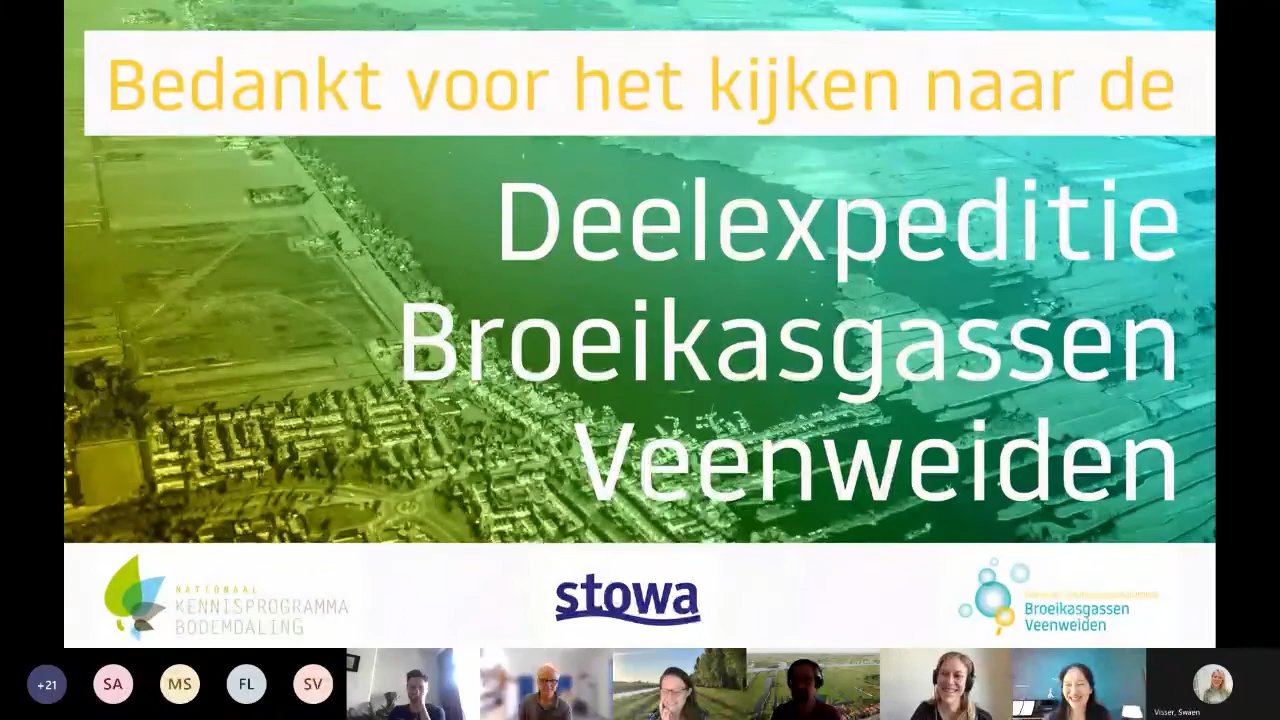 Bedankt voor het kijken naar de
Deelexpeditie
Broeikasgassen
Veenweiden
NATIONAAL
KENNISPROGRAMMA
BODEMDALING
stowa
Broeikasgassen
Veenweiden
+21
SA
MS
FL
SV
Visser, Swaen